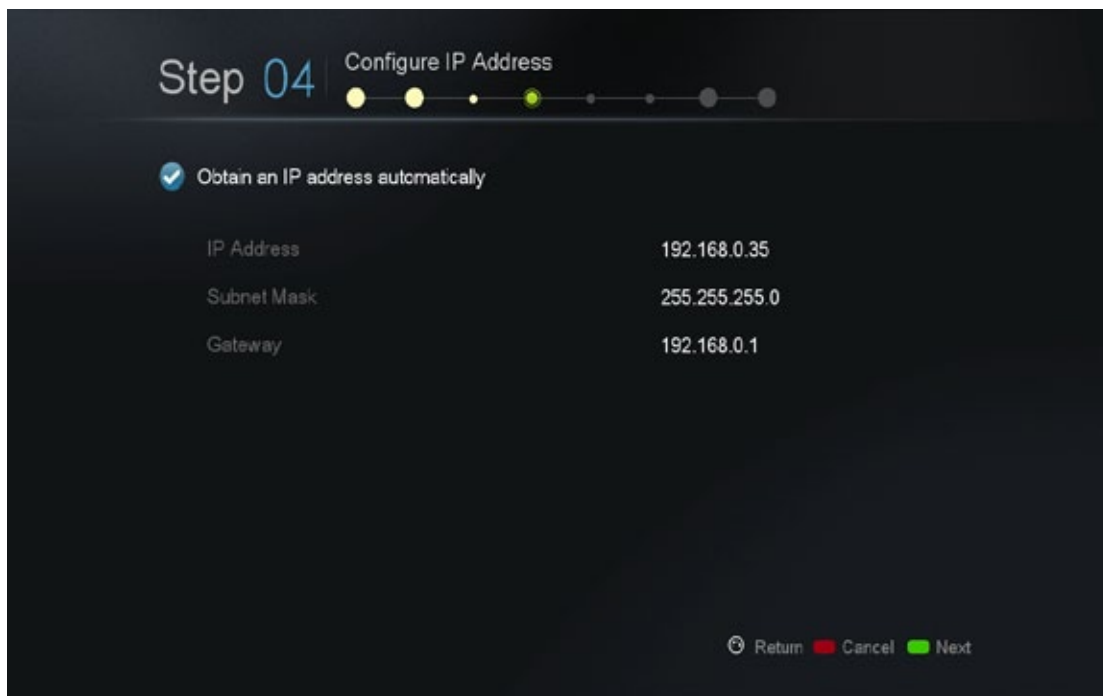 Step 04
Configure IP Address
Obtain an IP address automatically
IP Address 192.168.0.35
Subnet Mask 255.255.255.0
Gateway 192.168.0.1
Return Cancel Next